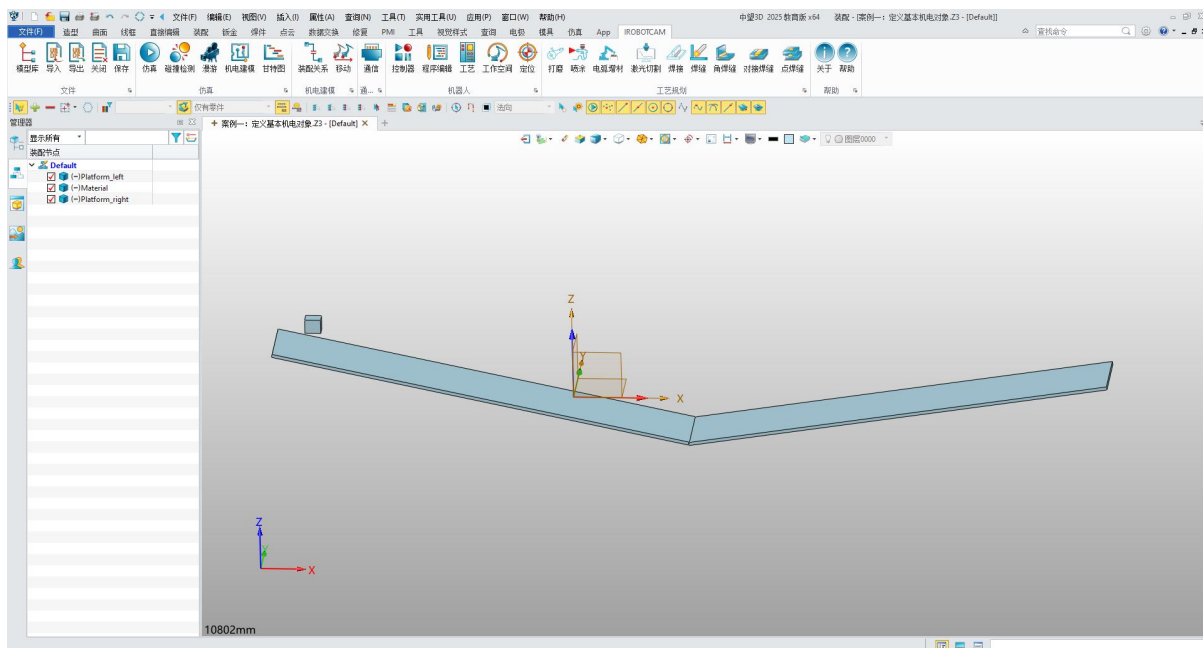 文件(F) 编辑(E) 视图(V) 插入(I) 属性(A) 查询(N) 工具(T) 实用工具(U) 应用(P) 窗口(W) 帮助(H) 中望3D 2025 教育版 x64 装配 - [案例一：定义基本机电对象.Z3 - [Default]]
文件(F) 造型 曲面 线框 直接编辑 装配 钣金 焊件 点云 数据交换 修复 PMI 工具 视觉样式 查询 电极 模具 仿真 App IROBOTCAM 查找命令
模型库 导入 导出 关闭 保存 仿真 碰撞检测 漫游 机电建模 甘特图 装配关系 移动 通信 控制器 程序编辑 工艺 工作空间 定位 打磨 喷涂 电弧增材 激光切割 焊接 焊缝 角焊缝 对接焊缝 点焊缝 关于 帮助
文件 仿真 机电建模 通... 机器人 工艺规划 帮助
仅有零件 法向
管理器 案例一：定义基本机电对象.Z3 - [Default]
显示所有 图层0000
装配节点
Default
(-)Platform_left
(-)Material
(-)Platform_right
Z
Y
X
Z
Y
X
10802mm